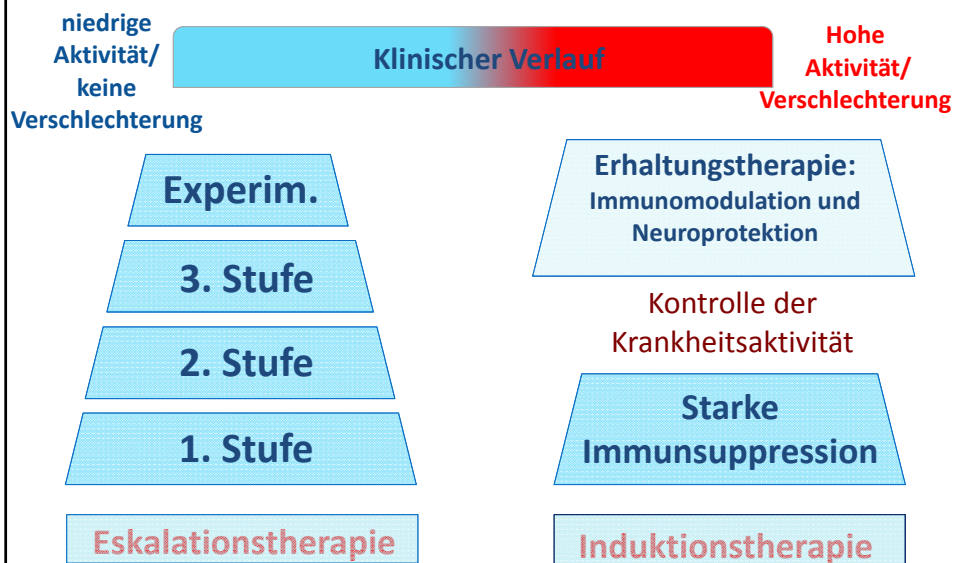 niedrige
Aktivität/
keine
Verschlechterung
Klinischer Verlauf
Hohe
Aktivität/
Verschlechterung
Experim.
3. Stufe
2. Stufe
1. Stufe
Eskalationstherapie
Erhaltungstherapie:
Immunomodulation und
Neuroprotektion
Kontrolle der
Krankheitsaktivität
Starke
Immunsuppression
Induktionstherapie